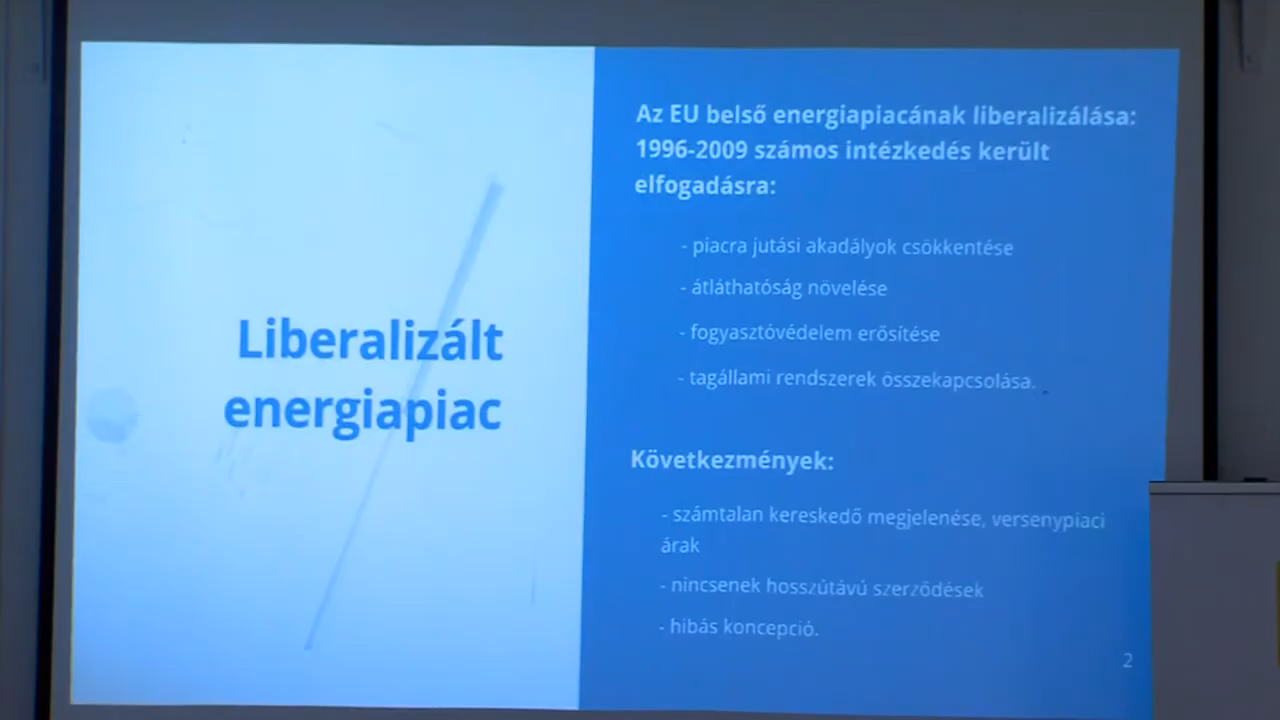 Liberalizált
energiapiac
Az EU belső energiapiacának liberalizálása:
1996-2009 számos intézkedés került
elfogadásra:
- piacra jutási akadályok csökkentése
- átláthatóság növelése
- fogyasztóvédelem erősítése
- tagállami rendszerek összekapcsolása.
Következmények:
- számtalan kereskedő megjelenése, versenypiaci
árak
- nincsenek hosszútávú szerződések
- hibás koncepció.
2